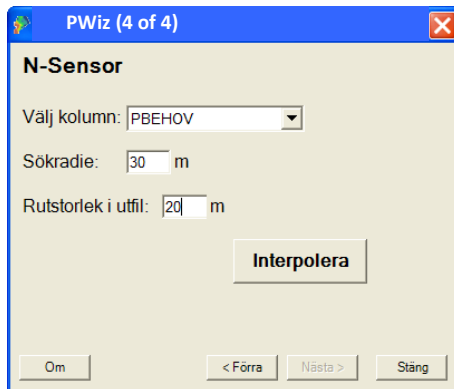 PWiz (4 of 4)
N-Sensor
Välj kolumn: PBEHOV
Sökradie: 30 m
Rutstorlek i utfil: 20 m
Interpolera
Om < Förra Nästa > Stäng